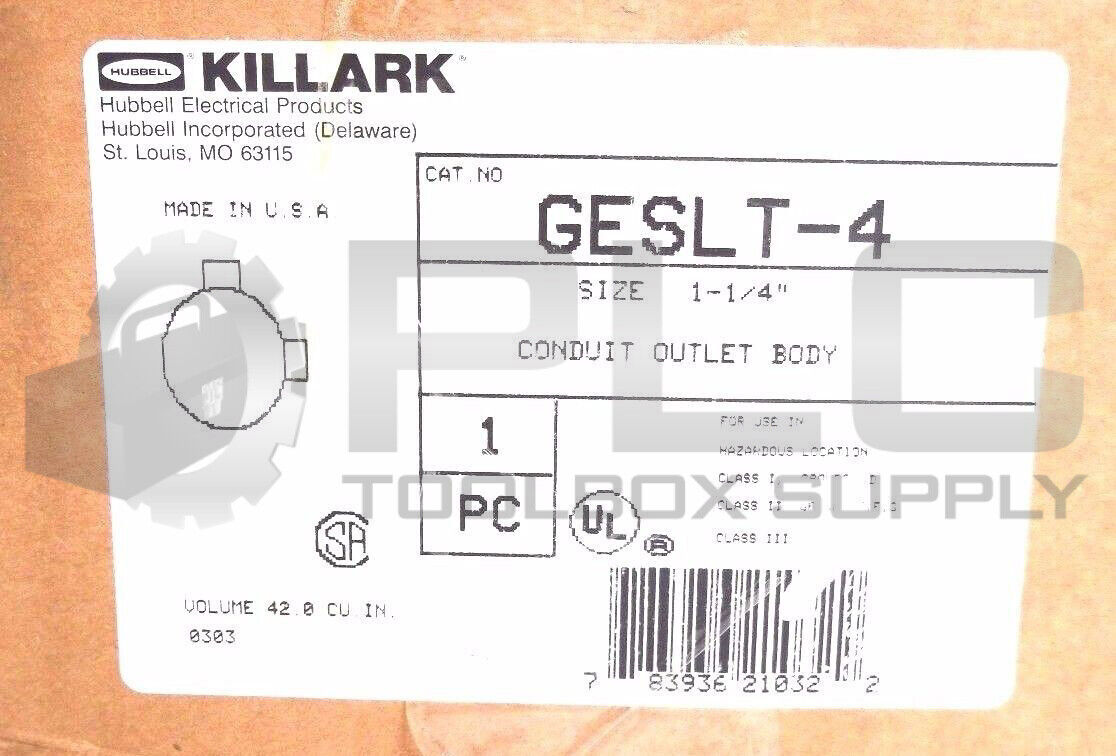 HUBBELL KILLARK®
Hubbell Electrical Products
Hubbell Incorporated (Delaware)
St. Louis, MO 63115
MADE IN U.S.A
CAT.NO
GESLT-4
SIZE 1-1/4"
CONDUIT OUTLET BODY
1
PC
FOR USE IN
HAZARDOUS LOCATION
CLASS I,
CLASS II
CLASS III
SA
UL
R
VOLUME 42.0 CU.IN.
0303
7 83936 21032 2
PLC
TOOLBOX SUPPLY